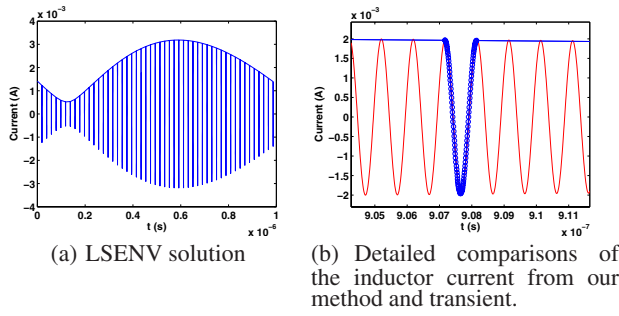 x 10⁻³
4
3
2
1
0
−1
−2
−3
−4
Current (A)
0 0.2 0.4 0.6 0.8 1
t (s)
x 10⁻⁶
(a) LSENV solution
x 10⁻³
2
1.5
1
0.5
0
−0.5
−1
−1.5
−2
Current (A)
9.05 9.06 9.07 9.08 9.09 9.1 9.11
t (s)
x 10⁻⁷
(b) Detailed comparisons of
the inductor current from our
method and transient.